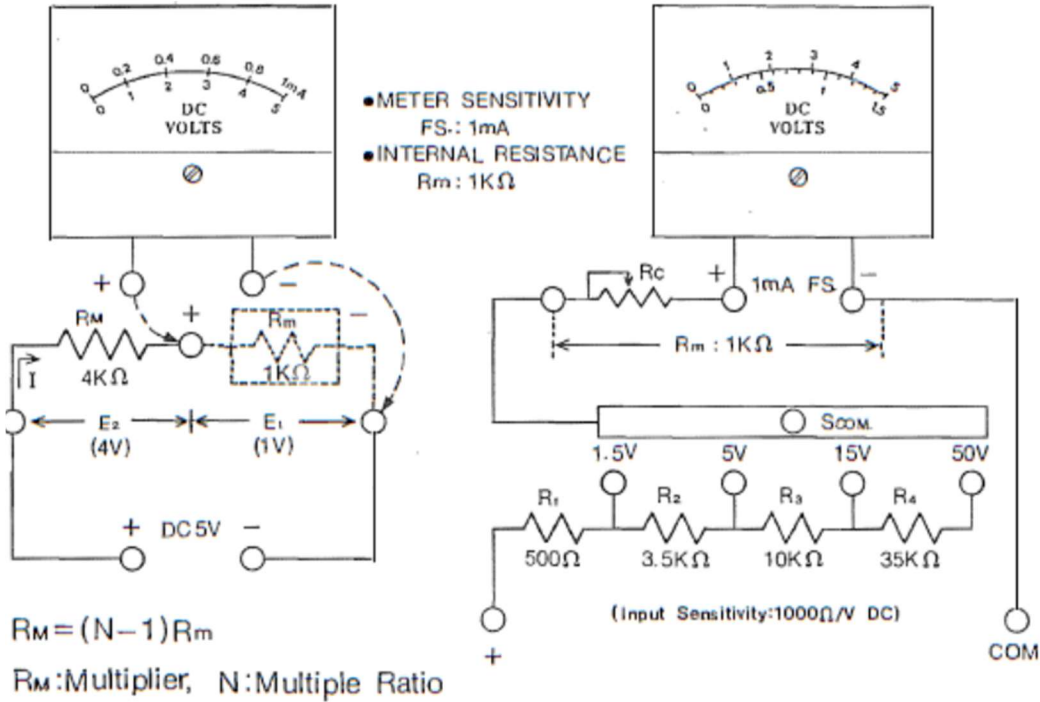 0 0.2 0.4 0.6 0.8 1mA
0 1 2 3 4 5
DC
VOLTS
+ -
•METER SENSITIVITY
FS.: 1mA
•INTERNAL RESISTANCE
Rm : 1KΩ
0 1 2 3 4 5
0 0.5 1 1.5
DC
VOLTS
RM + Rm -
I 4KΩ 1KΩ
E2 E1
(4V) (1V)
+ DC5V -
RM=(N-1)Rm
RM:Multiplier, N:Multiple Ratio
Rc + 1mA FS. -
Rm : 1KΩ
SCOM.
1.5V 5V 15V 50V
R1 R2 R3 R4
500Ω 3.5KΩ 10KΩ 35KΩ
(Input Sensitivity:1000Ω/V DC)
+ COM